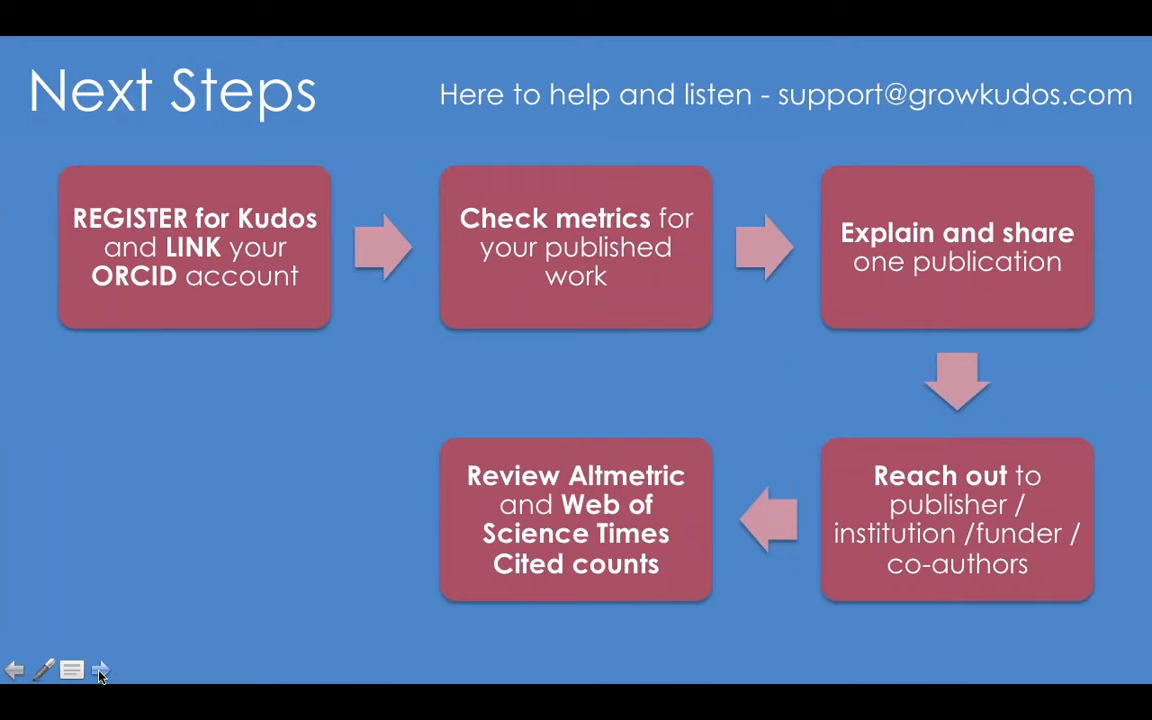 Next Steps
Here to help and listen - support@growkudos.com
REGISTER for Kudos
and LINK your
ORCID account
Check metrics for
your published
work
Explain and share
one publication
Reach out to
publisher /
institution /funder /
co-authors
Review Altmetric
and Web of
Science Times
Cited counts